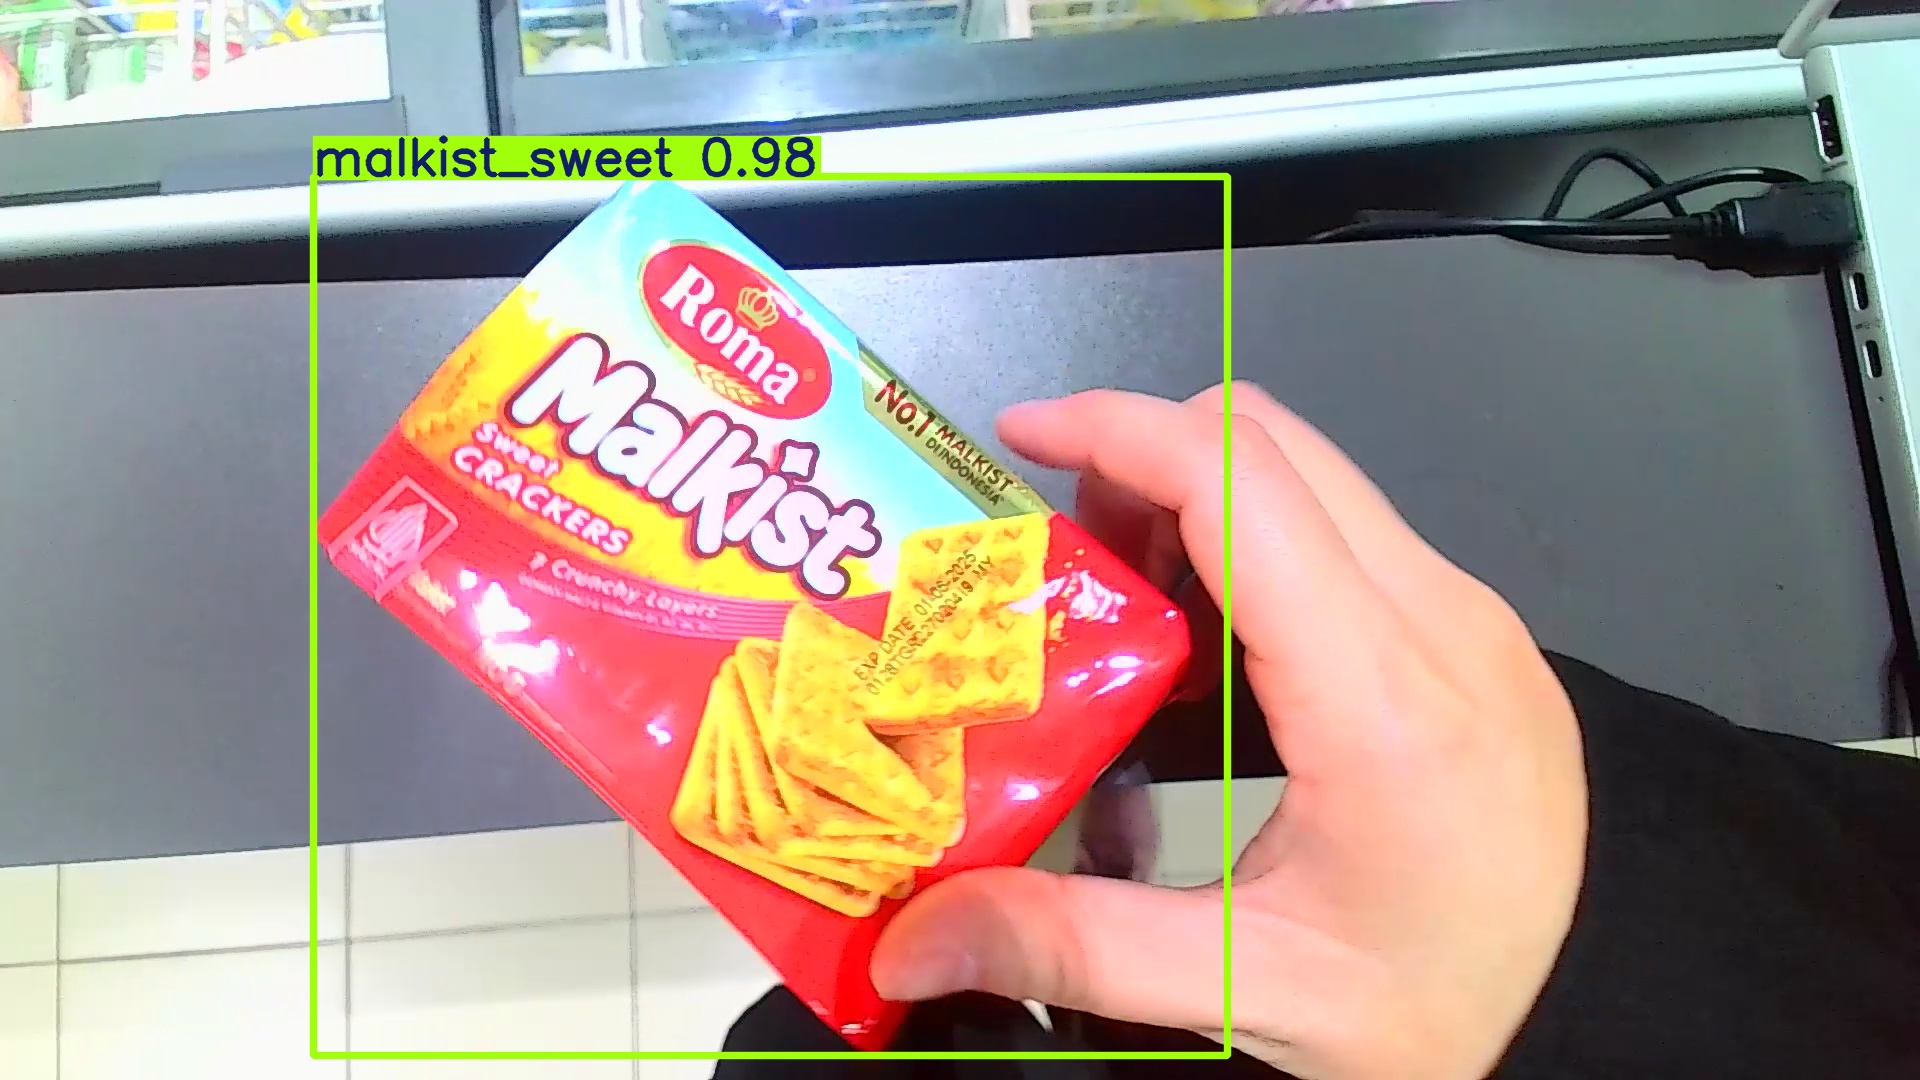 malkist_sweet 0.98
Roma
Malkist
sweet
CRACKERS
7 Crunchy Layers
No.1 MALKIST
DI INDONESIA
EXP DATE 01-08-2025